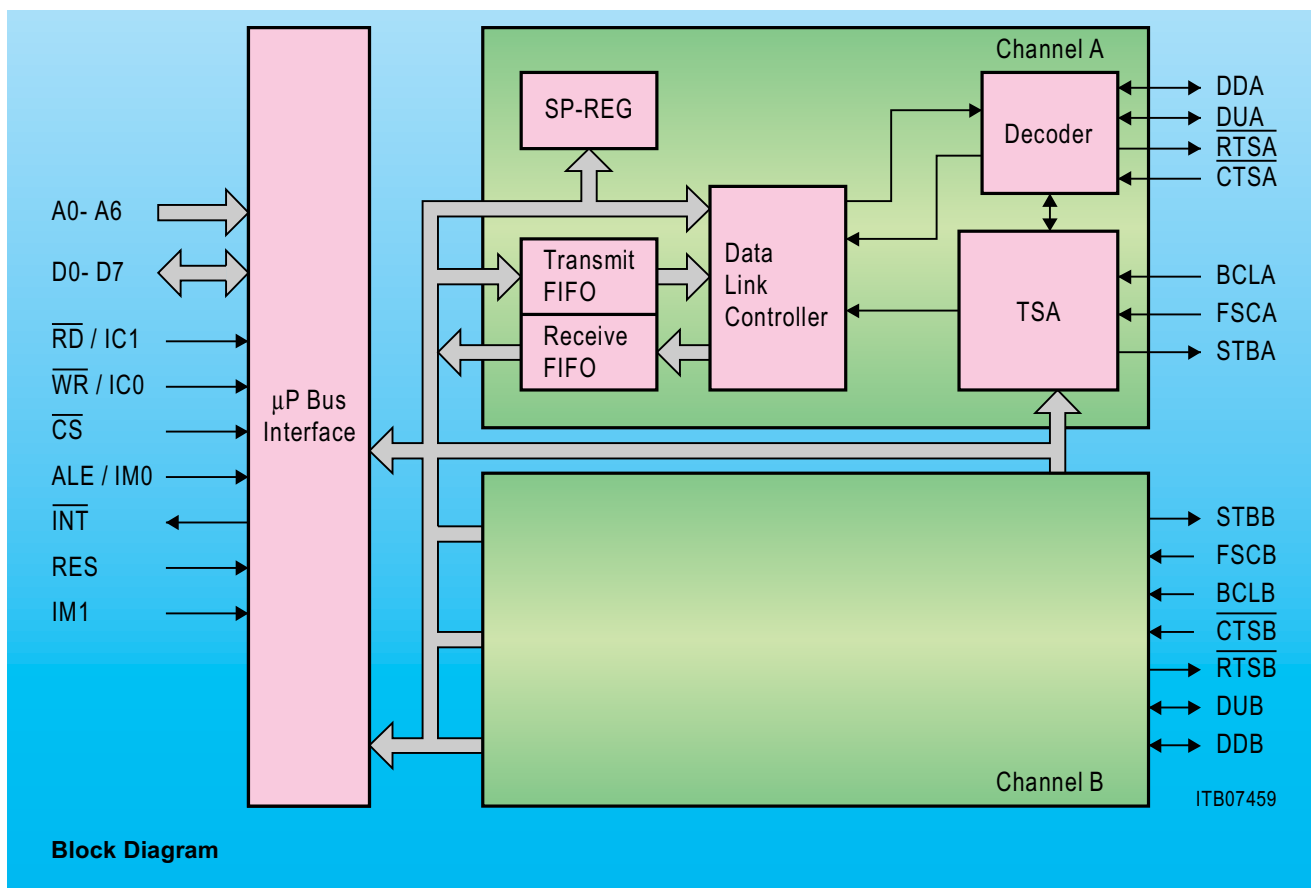 Channel A
SP-REG
Decoder
DDA
DUA
RTSA
CTSA
A0- A6
D0- D7
RD / IC1
WR / IC0
CS
ALE / IM0
INT
RES
IM1
µP Bus
Interface
Transmit
FIFO
Receive
FIFO
Data
Link
Controller
TSA
BCLA
FSCA
STBA
STBB
FSCB
BCLB
CTSB
RTSB
DUB
DDB
Channel B
ITB07459
Block Diagram